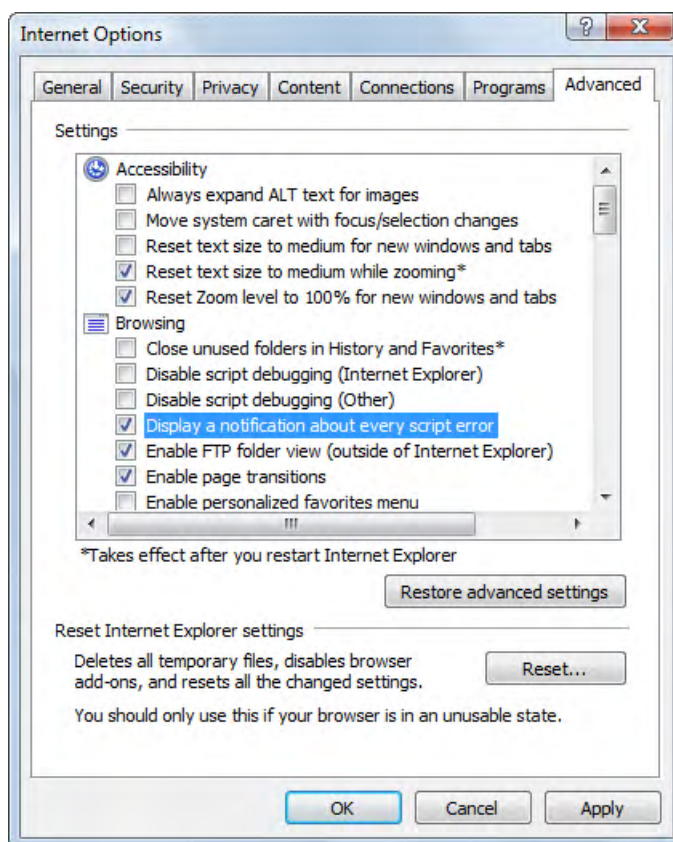 Internet Options
General Security Privacy Content Connections Programs Advanced
Settings
Accessibility
Always expand ALT text for images
Move system caret with focus/selection changes
Reset text size to medium for new windows and tabs
Reset text size to medium while zooming*
Reset Zoom level to 100% for new windows and tabs
Browsing
Close unused folders in History and Favorites*
Disable script debugging (Internet Explorer)
Disable script debugging (Other)
Display a notification about every script error
Enable FTP folder view (outside of Internet Explorer)
Enable page transitions
Enable personalized favorites menu
*Takes effect after you restart Internet Explorer
Restore advanced settings
Reset Internet Explorer settings
Deletes all temporary files, disables browser
add-ons, and resets all the changed settings.
Reset...
You should only use this if your browser is in an unusable state.
OK Cancel Apply